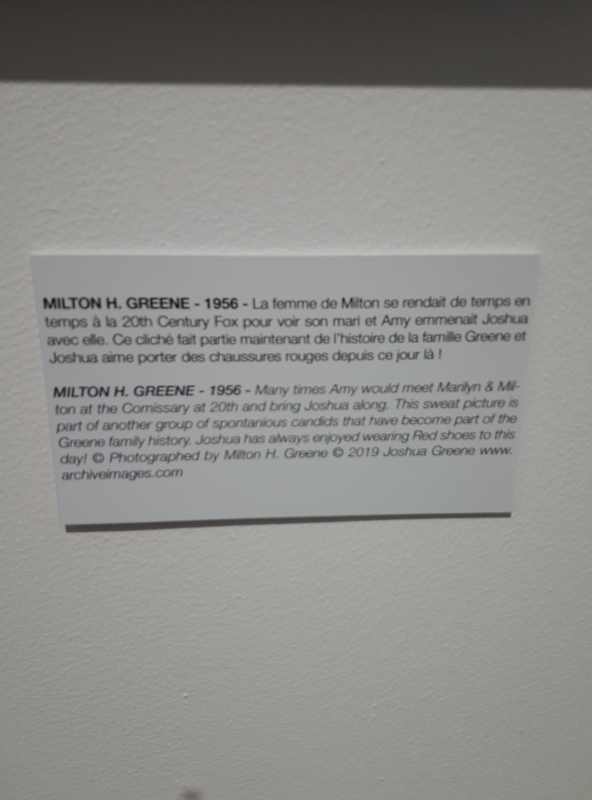 MILTON H. GREENE - 1956 - La femme de Milton se rendait de temps en
temps à la 20th Century Fox pour voir son mari et Amy emmenait Joshua
avec elle. Ce cliché fait partie maintenant de l'histoire de la famille Greene et
Joshua aime porter des chaussures rouges depuis ce jour là !
MILTON H. GREENE - 1956 - Many times Amy would meet Marilyn & Mil-
ton at the Comissary at 20th and bring Joshua along. This sweat picture is
part of another group of spontanious candids that have become part of the
Greene family history. Joshua has always enjoyed wearing Red shoes to this
day! © Photographed by Milton H. Greene © 2019 Joshua Greene www.
archiveimages.com